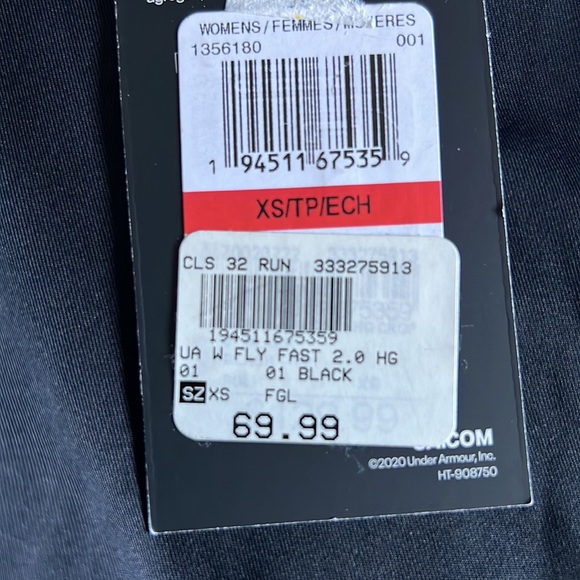 WOMENS/FEMMES/MUJERES
1356180 001
1 94511 67535 9
XS/TP/ECH
CLS 32 RUN 333275913
194511675359
UA W FLY FAST 2.0 HG
01 01 BLACK
SZ XS FGL
69.99
©2020 Under Armour, Inc.
HT-908750